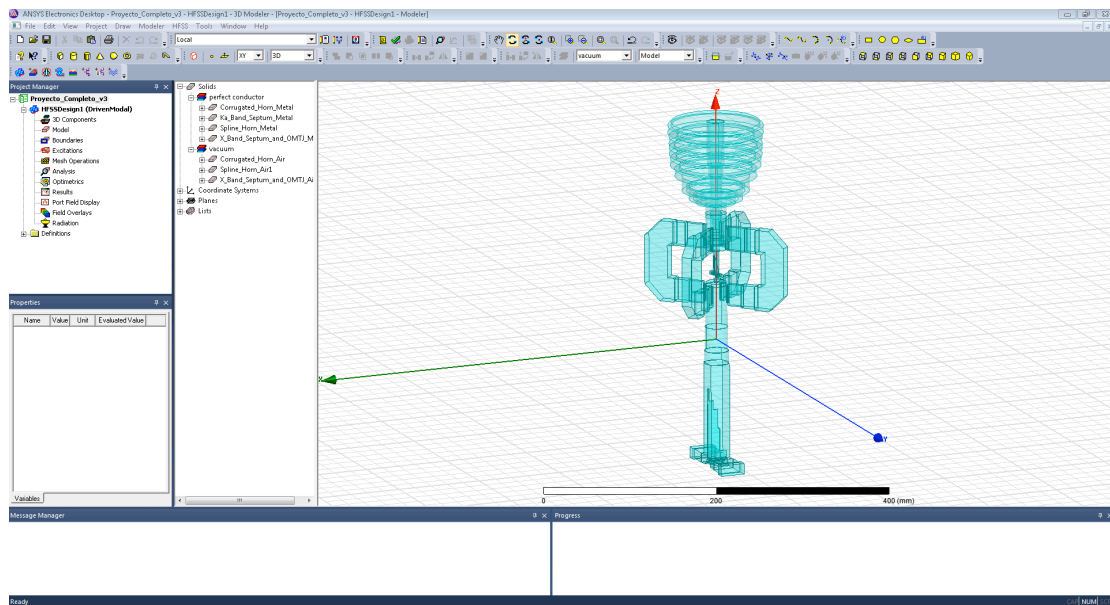 ANSYS Electronics Desktop - Proyecto_Completo_v3 - HFSSDesign1 - 3D Modeler - [Proyecto_Completo_v3 - HFSSDesign1 - Modeler]
File Edit View Project Draw Modeler HFSS Tools Window Help
Local
XY 3D vacuum Model
Project Manager
Proyecto_Completo_v3
HFSSDesign1 (DrivenModal)
3D Components
Model
Boundaries
Excitations
Mesh Operations
Analysis
Optimetrics
Results
Port Field Display
Field Overlays
Radiation
Definitions
Solids
perfect conductor
Corrugated_Horn_Metal
Ka_Band_Septum_Metal
Spline_Horn_Metal
X_Band_Septum_and_OMTJ_M
vacuum
Corrugated_Horn_Air
Spline_Horn_Air1
X_Band_Septum_and_OMTJ_Ai
Coordinate Systems
Planes
Lists
Z
X
Y
0 200 400 (mm)
Properties
Name Value Unit Evaluated Value
Variables
Message Manager
Progress
Ready
NUM